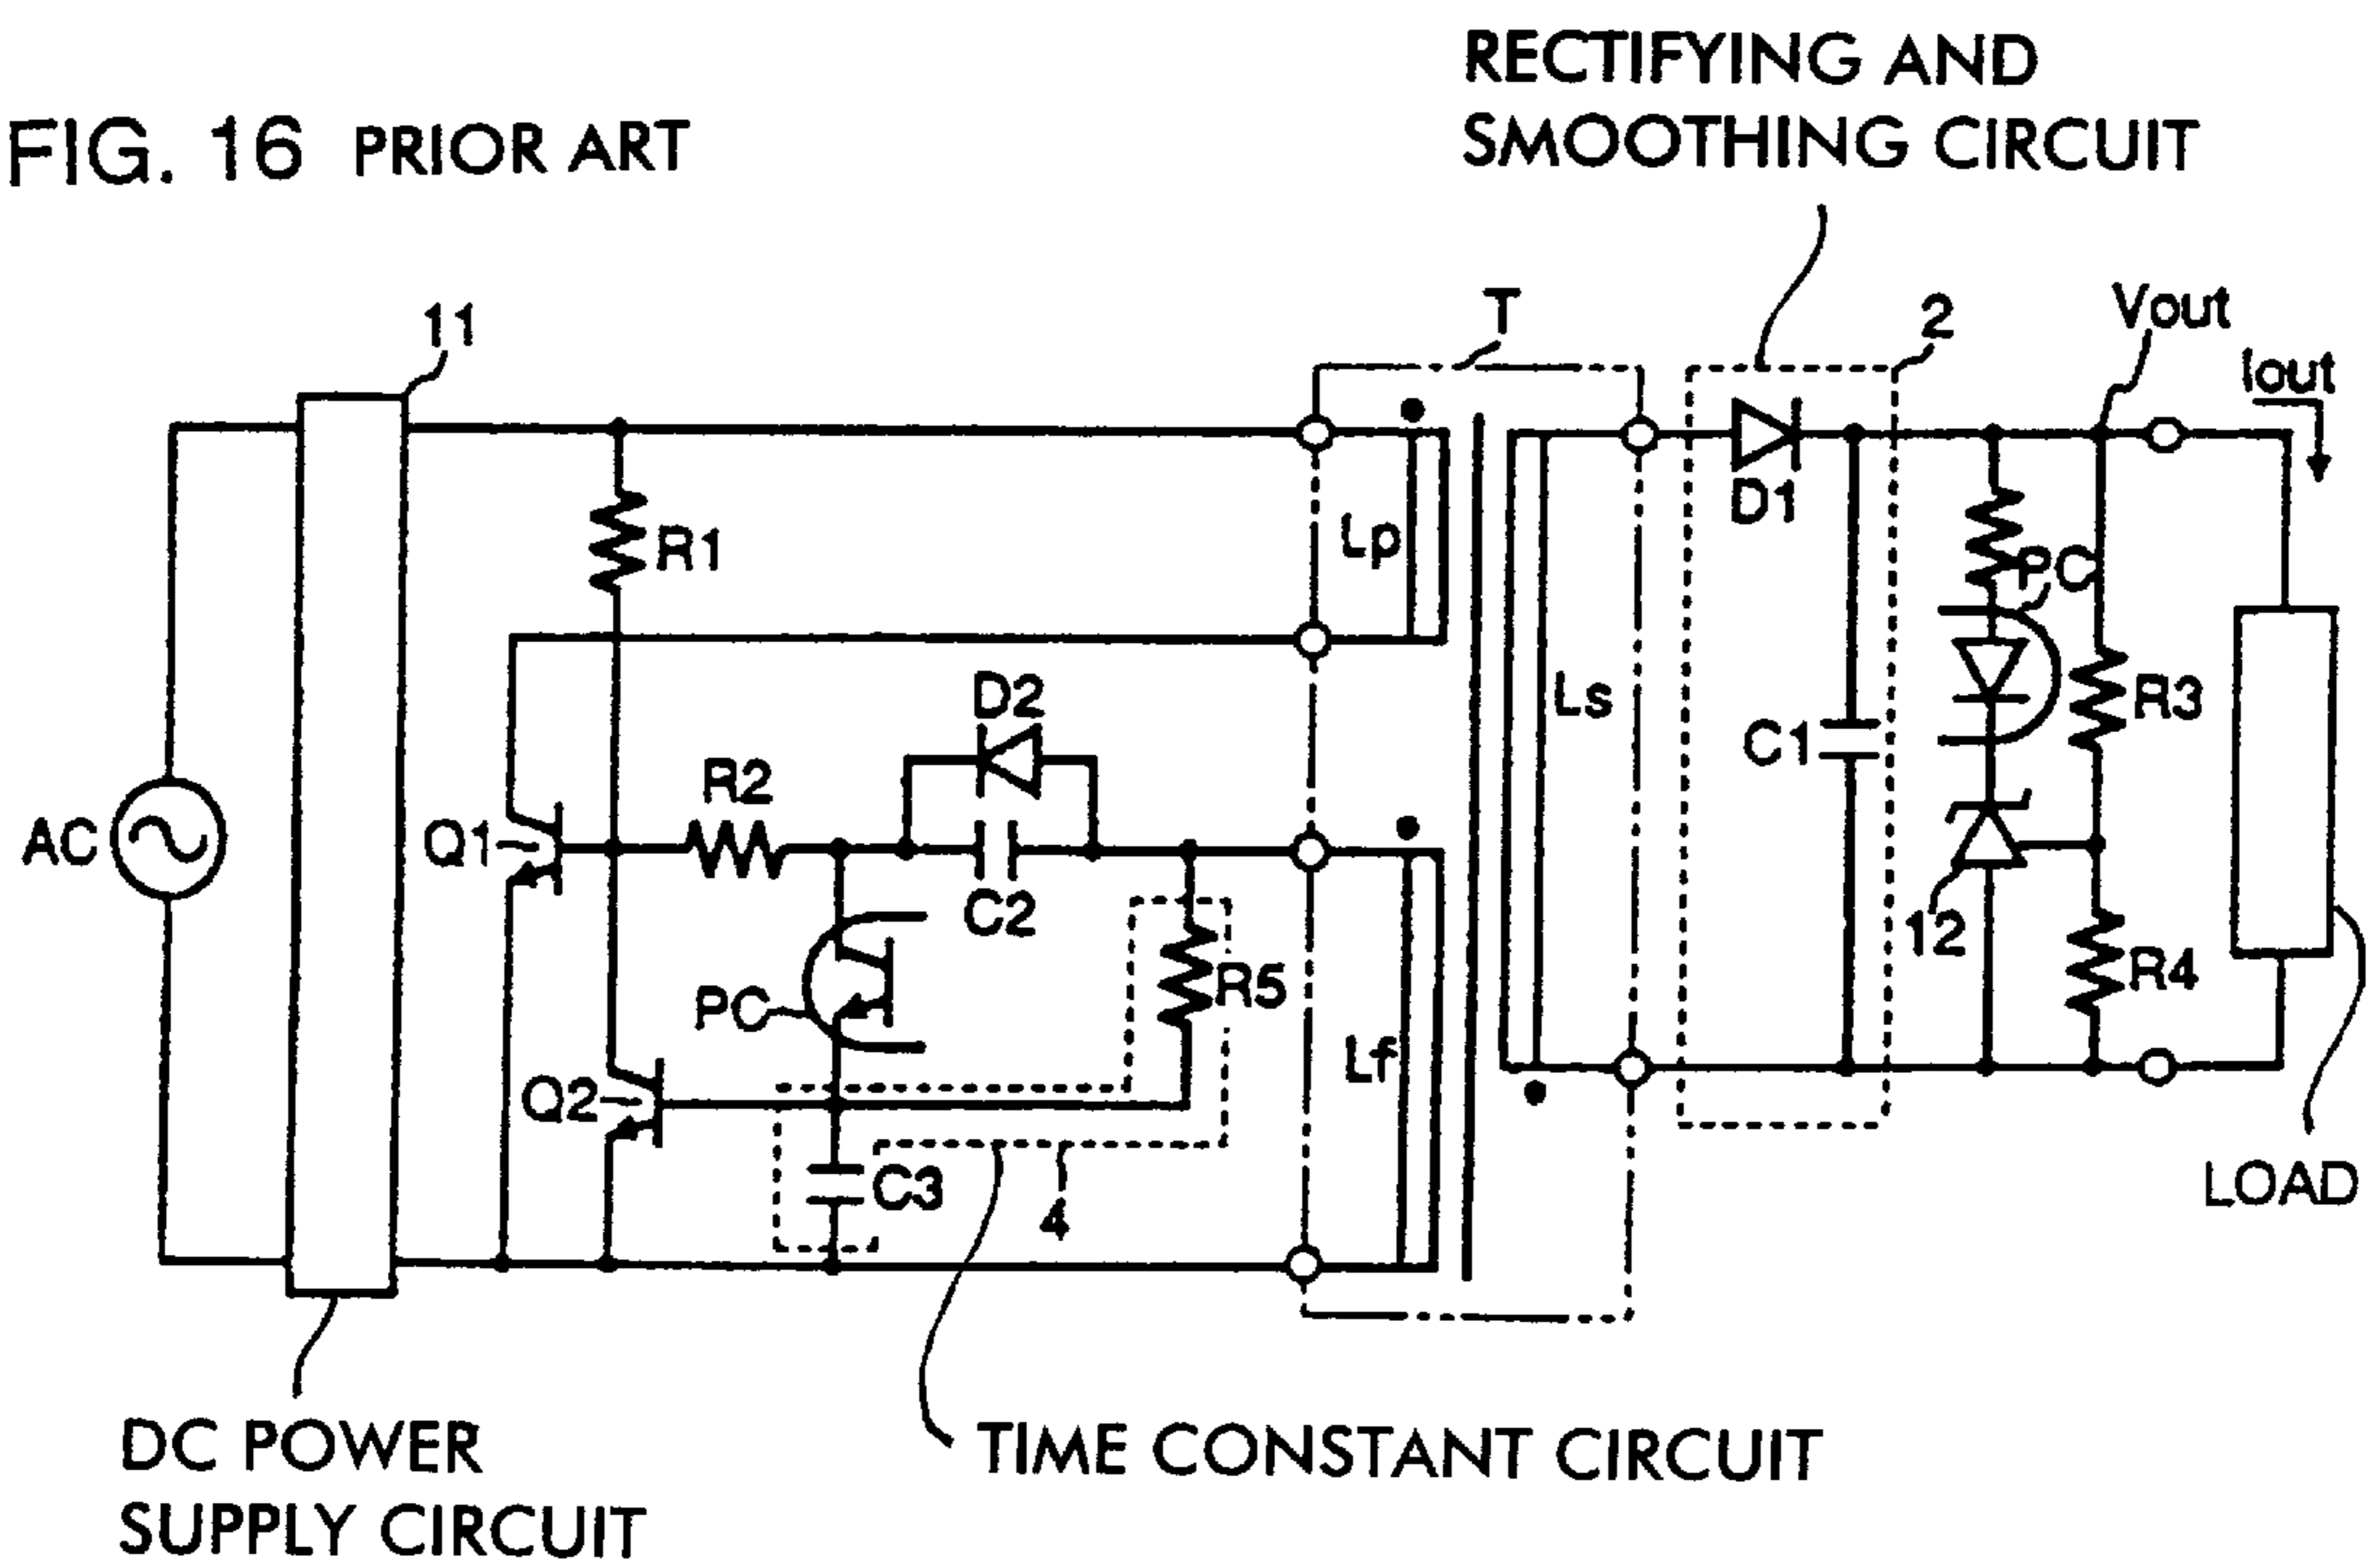 RECTIFYING AND
SMOOTHING CIRCUIT
FIG. 16 PRIOR ART
11
T
2
Vout
Iout
R1
Lp
D1
PC
D2
Ls
R3
C1
R2
AC
Q1
C2
12
R4
PC
R5
Lf
Q2
C3
4
LOAD
DC POWER
SUPPLY CIRCUIT
TIME CONSTANT CIRCUIT